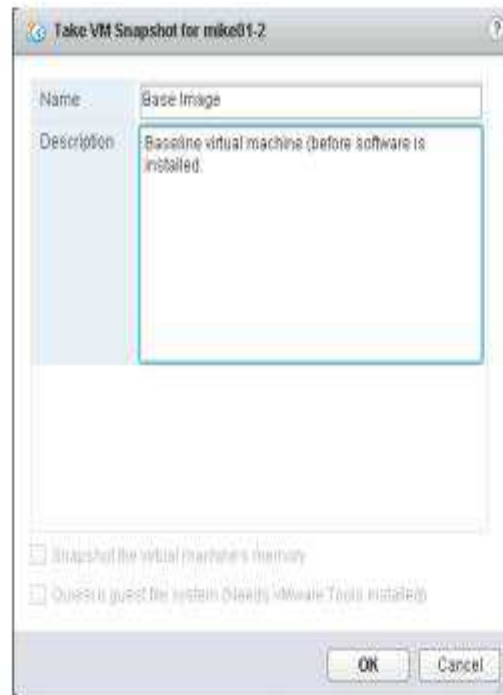 Take VM Snapshot for mike01-2
?
Name
Base Image
Description
Baseline virtual machine (before software is
installed.
Snapshot the virtual machine's memory
Quiesce guest file system (Needs VMware Tools installed)
OK
Cancel